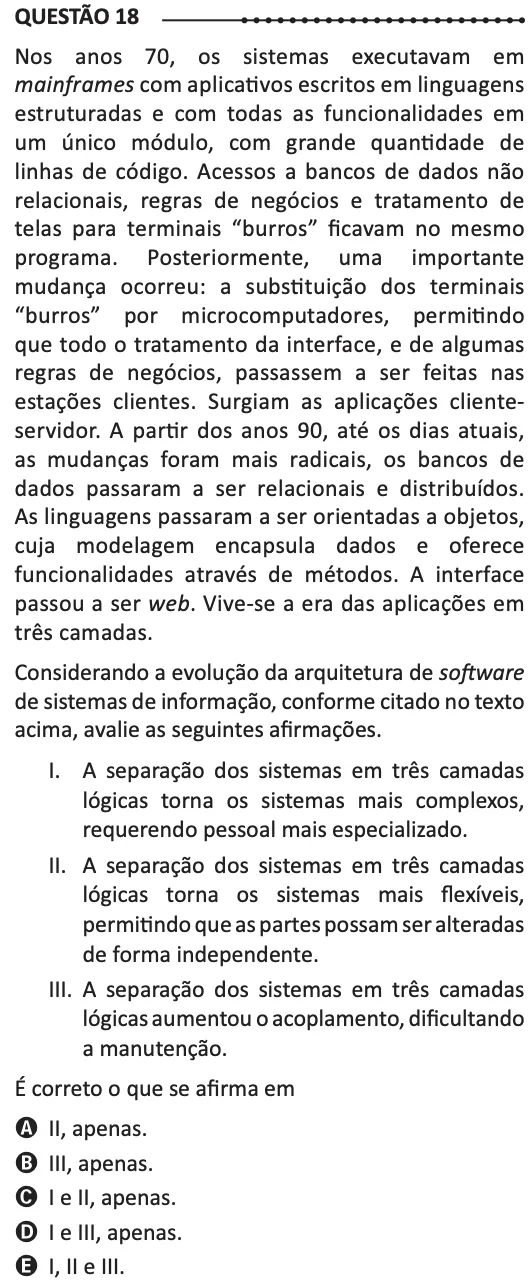 QUESTÃO 18
Nos anos 70, os sistemas executavam em
mainframes com aplicativos escritos em linguagens
estruturadas e com todas as funcionalidades em
um único módulo, com grande quantidade de
linhas de código. Acessos a bancos de dados não
relacionais, regras de negócios e tratamento de
telas para terminais “burros” ficavam no mesmo
programa. Posteriormente, uma importante
mudança ocorreu: a substituição dos terminais
“burros” por microcomputadores, permitindo
que todo o tratamento da interface, e de algumas
regras de negócios, passassem a ser feitas nas
estações clientes. Surgiam as aplicações cliente-
servidor. A partir dos anos 90, até os dias atuais,
as mudanças foram mais radicais, os bancos de
dados passaram a ser relacionais e distribuídos.
As linguagens passaram a ser orientadas a objetos,
cuja modelagem encapsula dados e oferece
funcionalidades através de métodos. A interface
passou a ser web. Vive-se a era das aplicações em
três camadas.
Considerando a evolução da arquitetura de software
de sistemas de informação, conforme citado no texto
acima, avalie as seguintes afirmações.
I. A separação dos sistemas em três camadas
lógicas torna os sistemas mais complexos,
requerendo pessoal mais especializado.
II. A separação dos sistemas em três camadas
lógicas torna os sistemas mais flexíveis,
permitindo que as partes possam ser alteradas
de forma independente.
III. A separação dos sistemas em três camadas
lógicas aumentou o acoplamento, dificultando
a manutenção.
É correto o que se afirma em
A II, apenas.
B III, apenas.
C I e II, apenas.
D I e III, apenas.
E I, II e III.